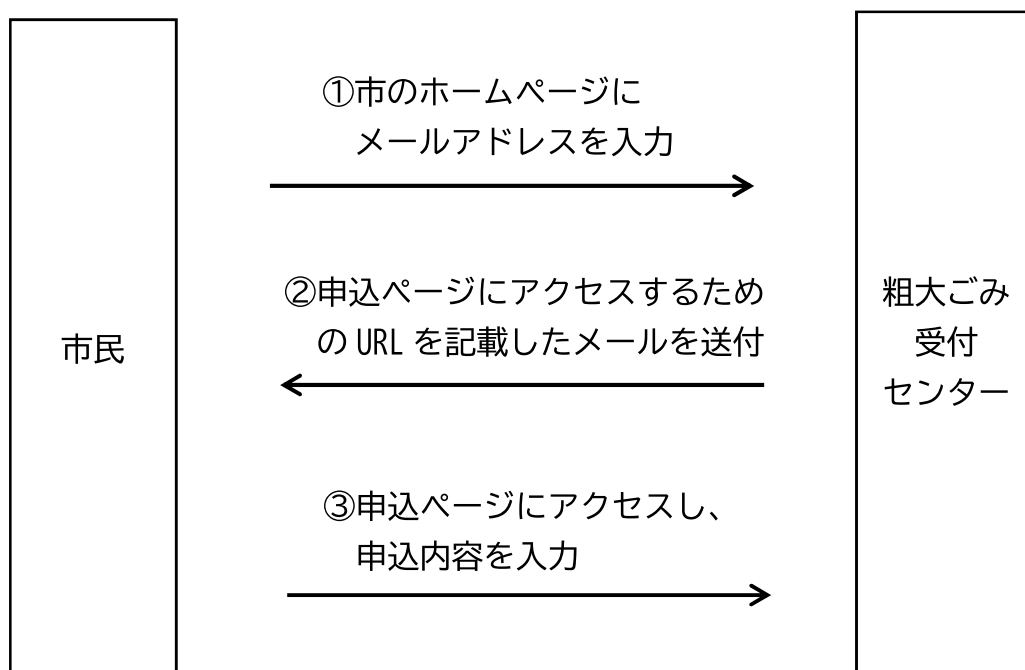 ①市のホームページに
メールアドレスを入力
②申込ページにアクセスするため
の URL を記載したメールを送付
市民
粗大ごみ
受付
センター
③申込ページにアクセスし、
申込内容を入力